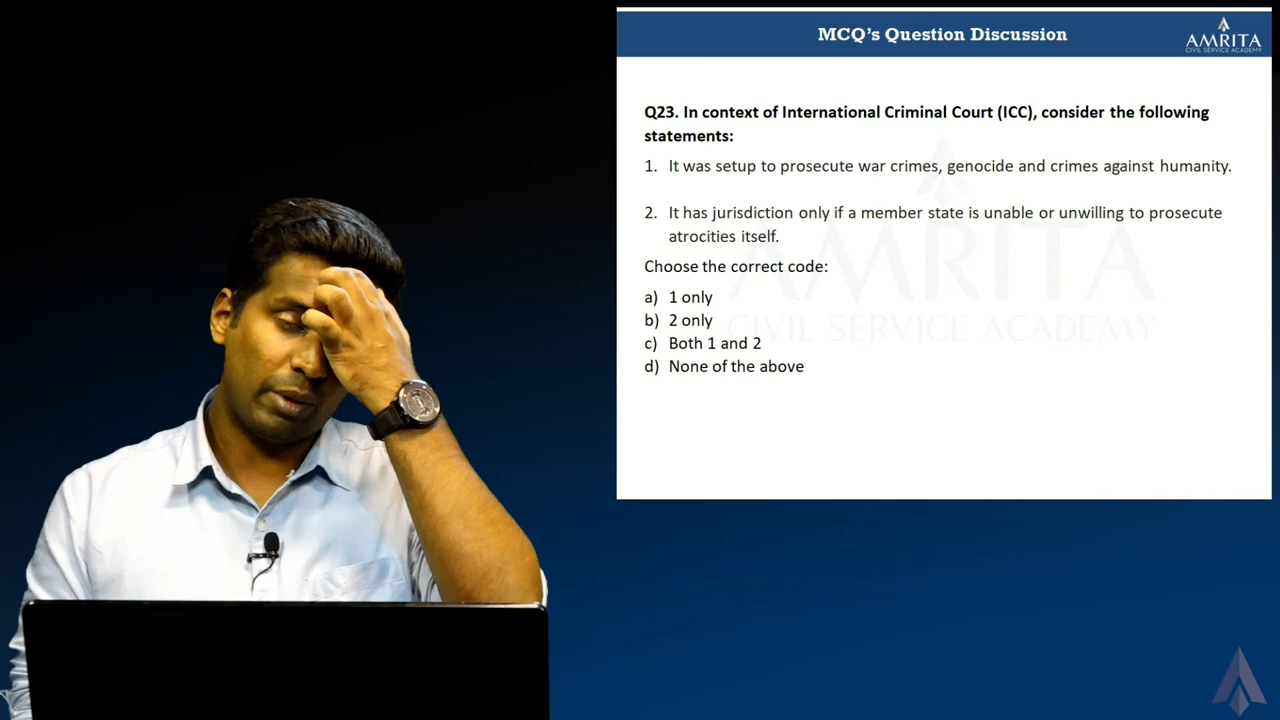 MCQ's Question Discussion
AMRITA
CIVIL SERVICE ACADEMY
Q23. In context of International Criminal Court (ICC), consider the following
statements:
1. It was setup to prosecute war crimes, genocide and crimes against humanity.
2. It has jurisdiction only if a member state is unable or unwilling to prosecute
atrocities itself.
Choose the correct code:
a) 1 only
b) 2 only
c) Both 1 and 2
d) None of the above
AMRITA
CIVIL SERVICE ACADEMY